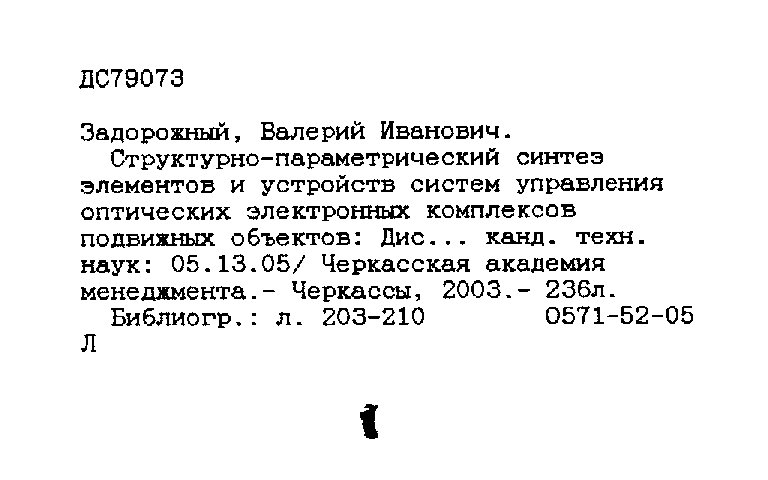 ДС79073
Задорожный, Валерий Иванович.
Структурно-параметрический синтез
элементов и устройств систем управления
оптических электронных комплексов
подвижных объектов: Дис... канд. техн.
наук: 05.13.05/ Черкасская академия
менеджмента.- Черкассы, 2003.- 236л.
Библиогр.: л. 203-210 0571-52-05
Л